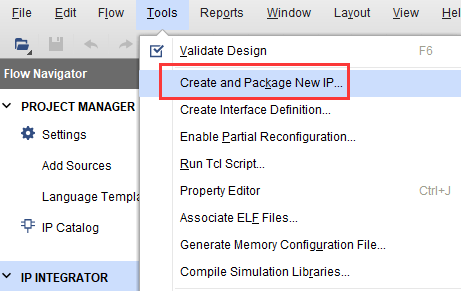 Edit Flow Tools Reports Window Layout View He
Flow Navigator
PROJECT MANAGER
Settings
Add Sources
Language Templa
IP Catalog
IP INTEGRATOR
Validate Design F6
Create and Package New IP...
Create Interface Definition...
Enable Partial Reconfiguration...
Run Tcl Script...
Property Editor Ctrl+J
Associate ELF Files...
Generate Memory Configuration File...
Compile Simulation Libraries...